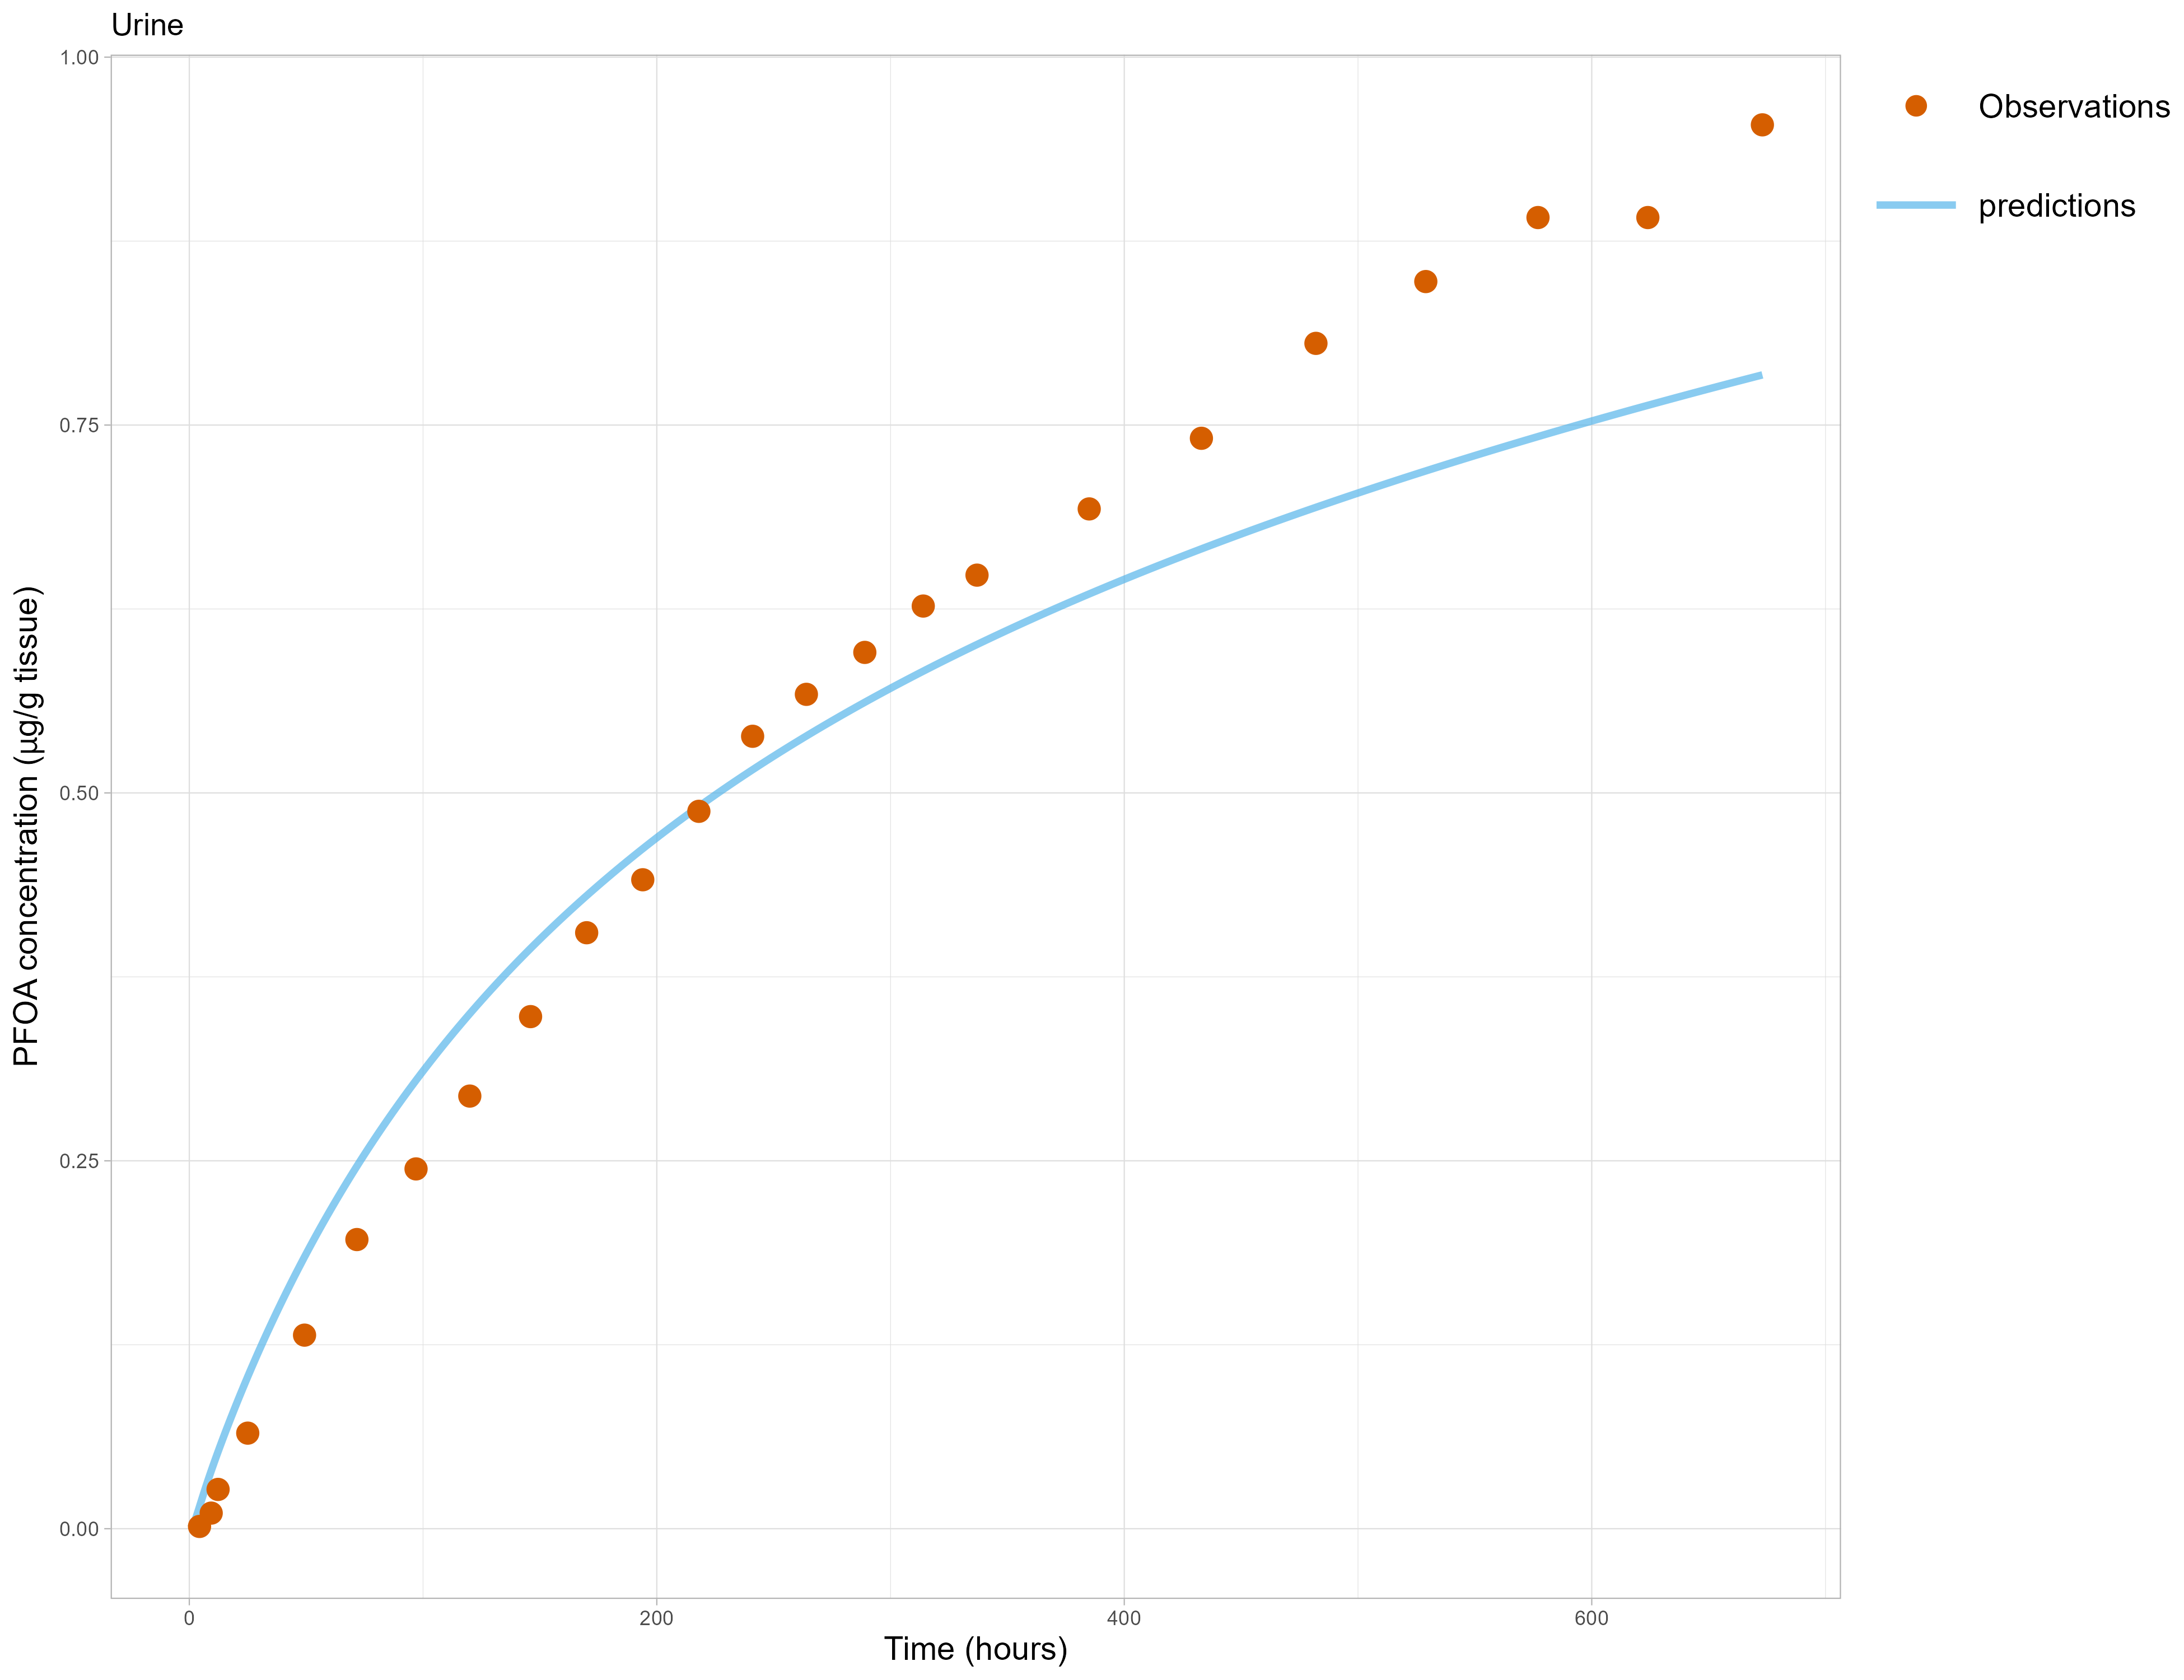 Urine
1.00
0.75
0.50
0.25
0.00
PFOA concentration (µg/g tissue)
0
200
400
600
Time (hours)
Observations
predictions